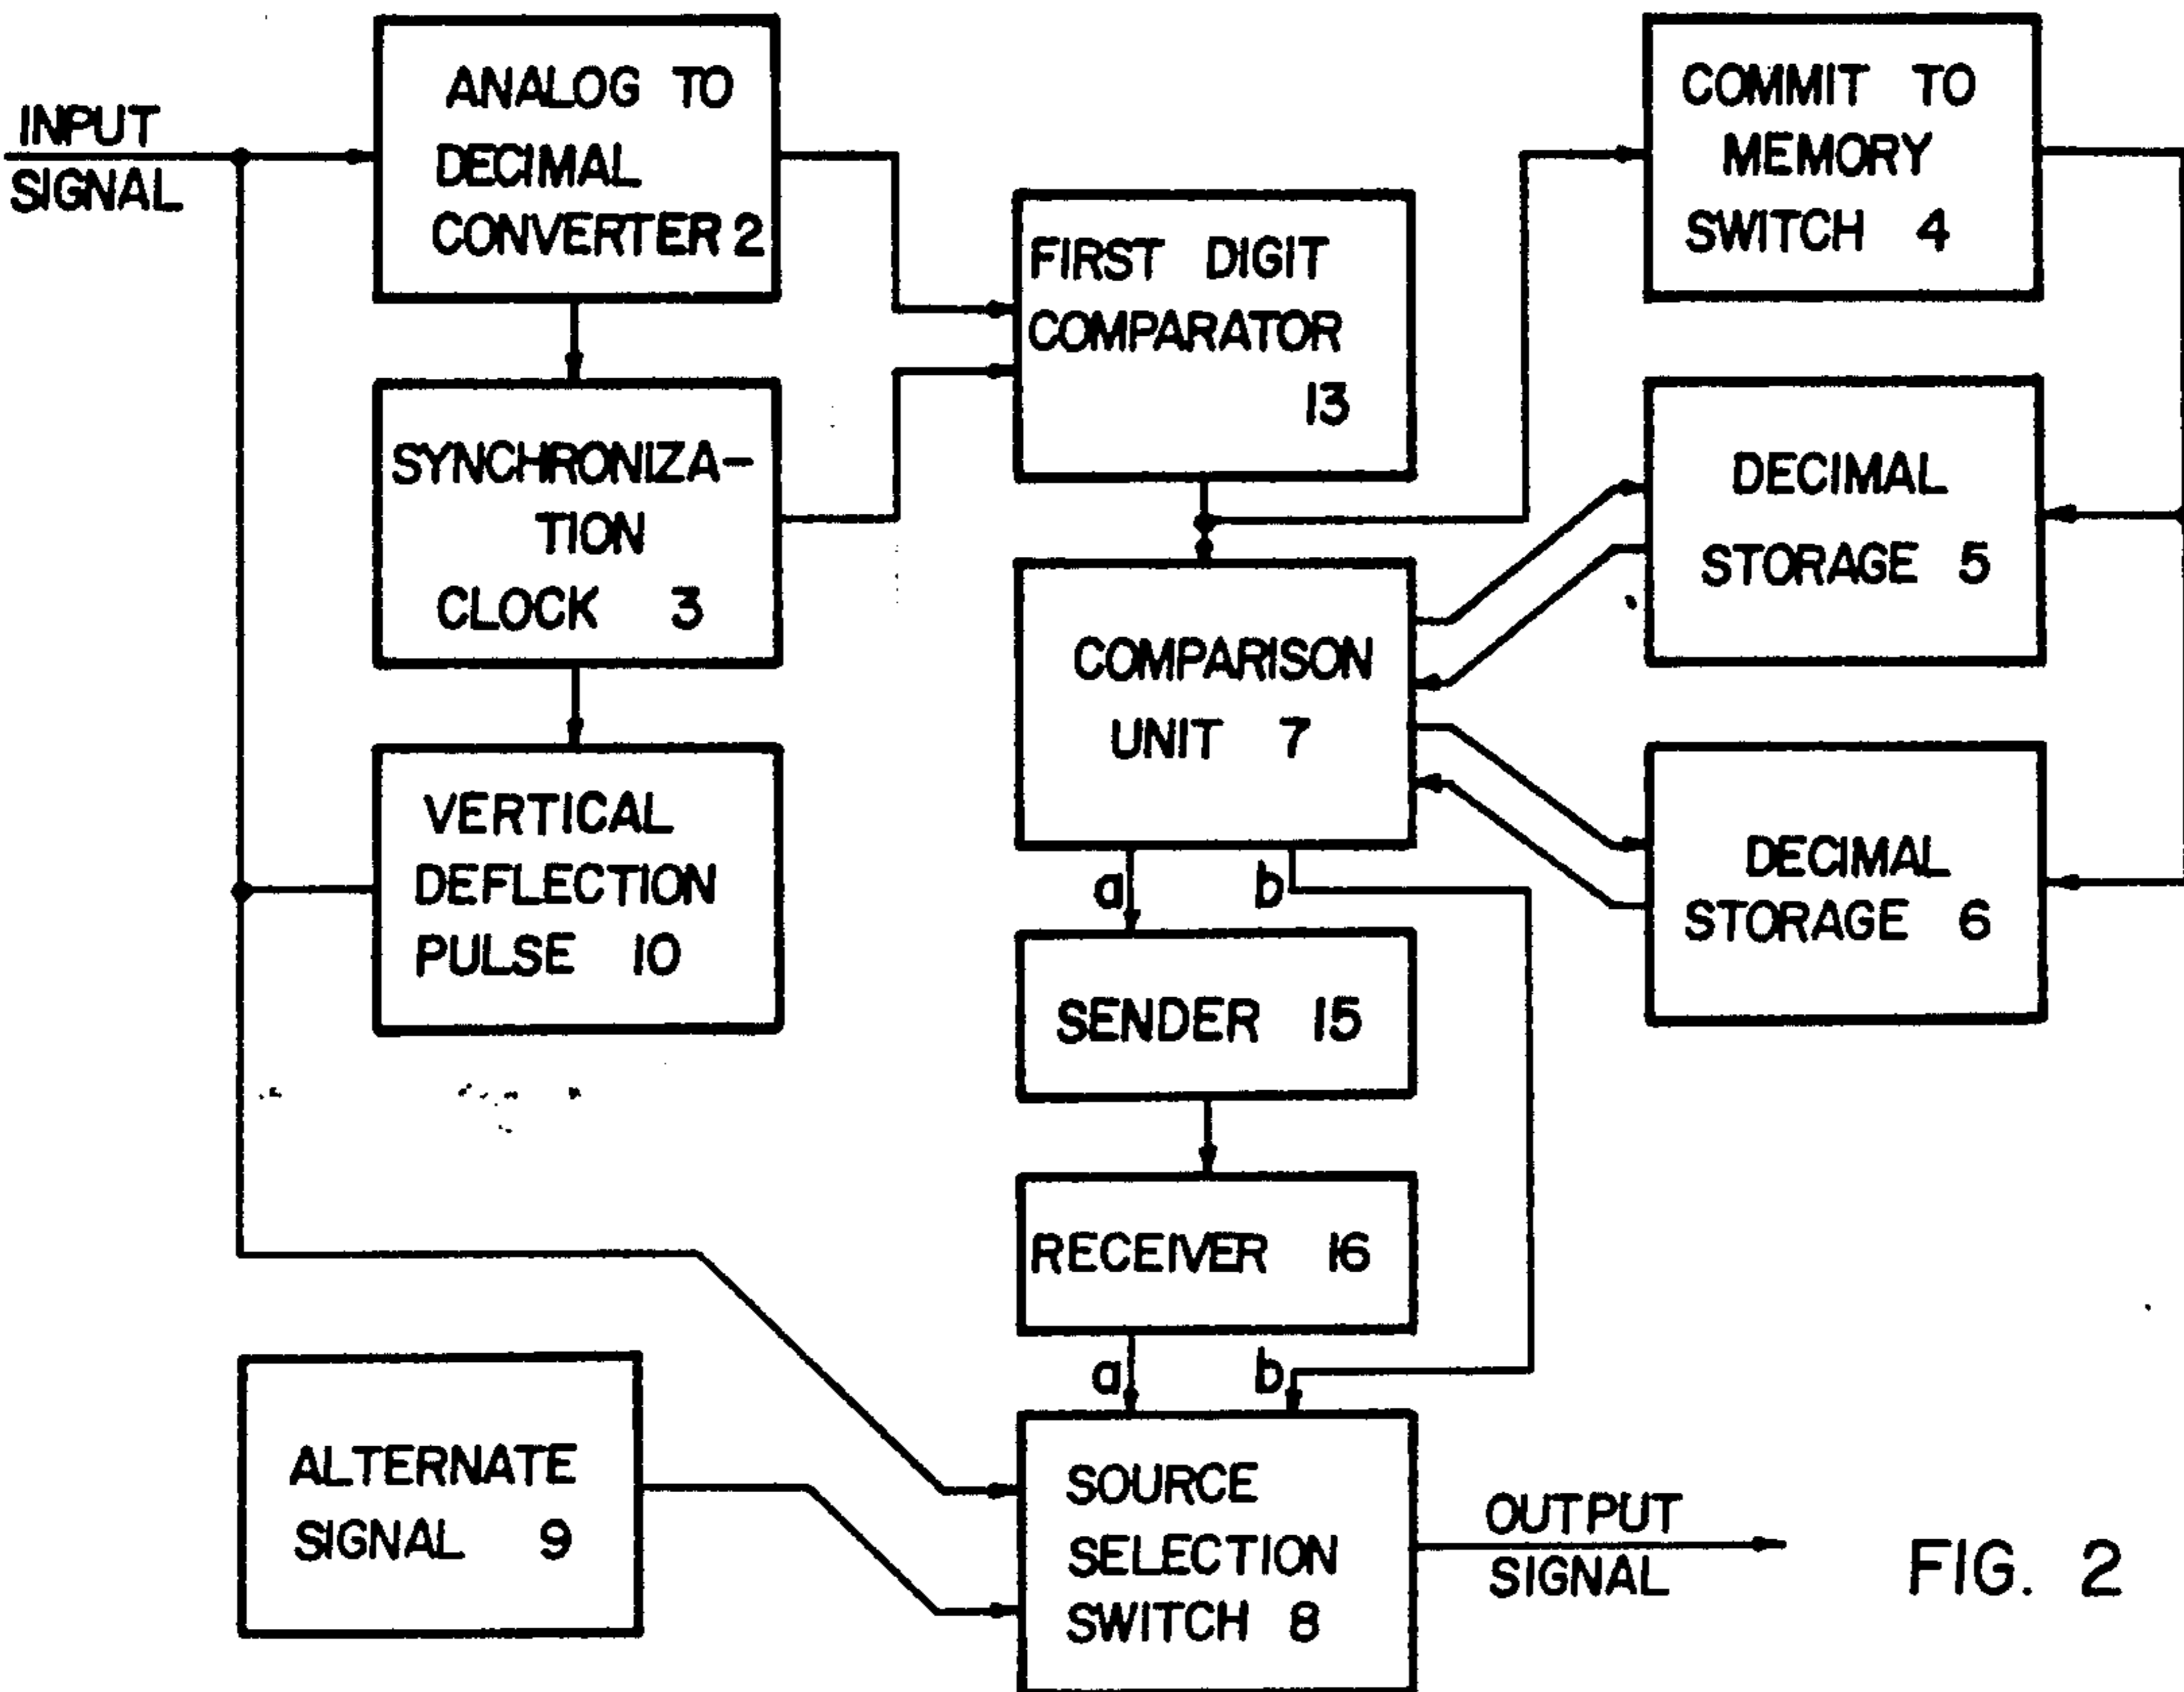 INPUT
SIGNAL
ANALOG TO
DECIMAL
CONVERTER 2
SYNCHRONIZA-
TION
CLOCK 3
VERTICAL
DEFLECTION
PULSE 10
FIRST DIGIT
COMPARATOR
13
COMMIT TO
MEMORY
SWITCH 4
DECIMAL
STORAGE 5
COMPARISON
UNIT 7
DECIMAL
STORAGE 6
a b
SENDER 15
RECEIVER 16
a b
ALTERNATE
SIGNAL 9
SOURCE
SELECTION
SWITCH 8
OUTPUT
SIGNAL
FIG. 2